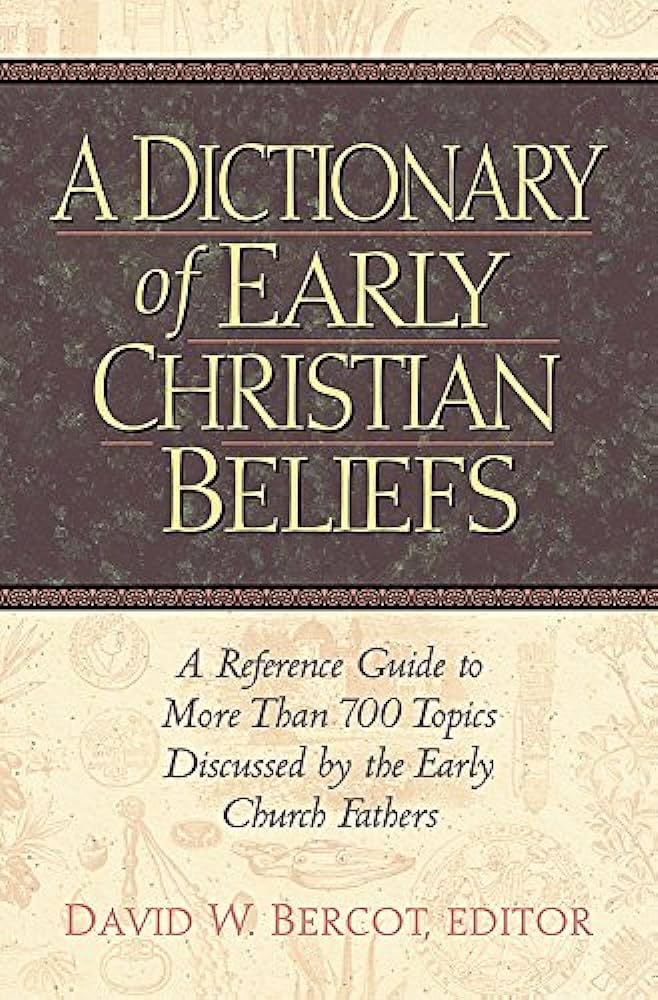 A DICTIONARY
of EARLY
CHRISTIAN
BELIEFS
A Reference Guide to
More Than 700 Topics
Discussed by the Early
Church Fathers
DAVID W. BERCOT, EDITOR